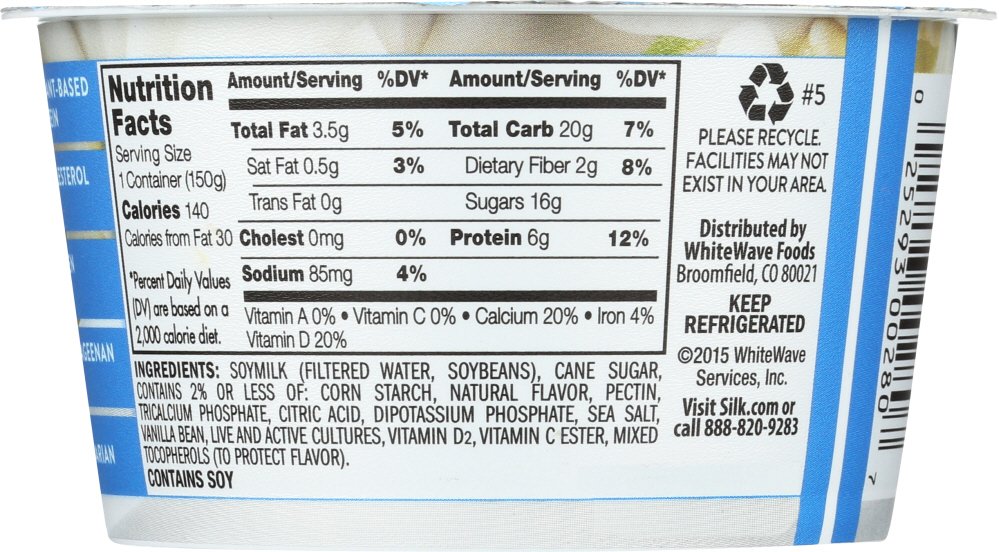 Nutrition Facts
Serving Size
1 Container (150g)
Calories 140
Calories from Fat 30
*Percent Daily Values
(DV) are based on a
2,000 calorie diet.
Amount/Serving %DV* Amount/Serving %DV*
Total Fat 3.5g 5% Total Carb 20g 7%
Sat Fat 0.5g 3% Dietary Fiber 2g 8%
Trans Fat 0g Sugars 16g
Cholest 0mg 0% Protein 6g 12%
Sodium 85mg 4%
Vitamin A 0% • Vitamin C 0% • Calcium 20% • Iron 4%
Vitamin D 20%
INGREDIENTS: SOYMILK (FILTERED WATER, SOYBEANS), CANE SUGAR,
CONTAINS 2% OR LESS OF: CORN STARCH, NATURAL FLAVOR, PECTIN,
TRICALCIUM PHOSPHATE, CITRIC ACID, DIPOTASSIUM PHOSPHATE, SEA SALT,
VANILLA BEAN, LIVE AND ACTIVE CULTURES, VITAMIN D2, VITAMIN C ESTER, MIXED
TOCOPHEROLS (TO PROTECT FLAVOR).
CONTAINS SOY
#5
PLEASE RECYCLE.
FACILITIES MAY NOT
EXIST IN YOUR AREA.
Distributed by
WhiteWave Foods
Broomfield, CO 80021
KEEP
REFRIGERATED
©2015 WhiteWave
Services, Inc.
Visit Silk.com or
call 888-820-9283
0 25293 00280 7